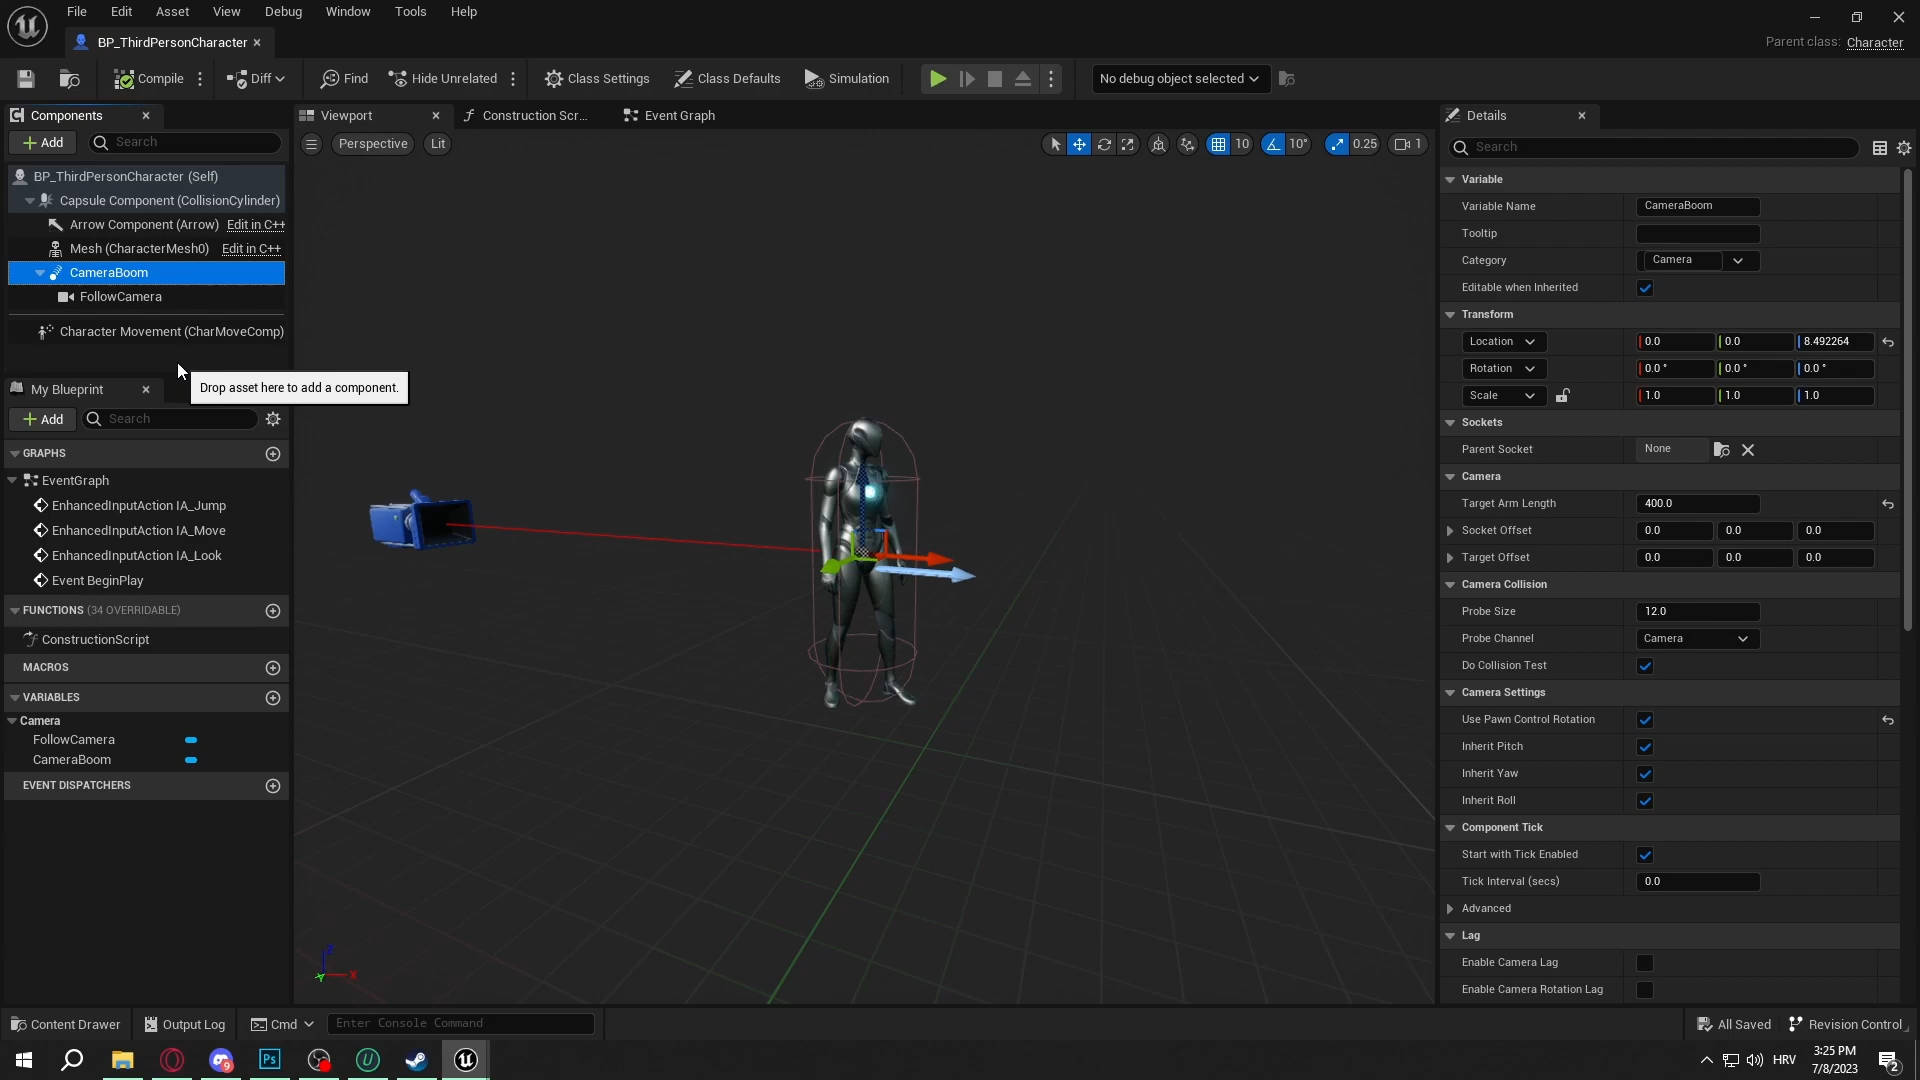 File Edit Asset View Debug Window Tools Help
BP_ThirdPersonCharacter
Parent class: Character
Compile Diff Find Hide Unrelated Class Settings Class Defaults Simulation No debug object selected
Components
Add Search
BP_ThirdPersonCharacter (Self)
Capsule Component (CollisionCylinder)
Arrow Component (Arrow) Edit in C++
Mesh (CharacterMesh0) Edit in C++
CameraBoom
FollowCamera
Character Movement (CharMoveComp)
Drop asset here to add a component.
My Blueprint
Add Search
GRAPHS
EventGraph
EnhancedInputAction IA_Jump
EnhancedInputAction IA_Move
EnhancedInputAction IA_Look
Event BeginPlay
FUNCTIONS (34 OVERRIDABLE)
ConstructionScript
MACROS
VARIABLES
Camera
FollowCamera
CameraBoom
EVENT DISPATCHERS
Viewport Construction Scr... Event Graph
Perspective Lit 10 10° 0.25 1
Z
Y X
Details
Search
Variable
Variable Name CameraBoom
Tooltip
Category Camera
Editable when Inherited
Transform
Location 0.0 0.0 8.492264
Rotation 0.0 ° 0.0 ° 0.0 °
Scale 1.0 1.0 1.0
Sockets
Parent Socket None
Camera
Target Arm Length 400.0
Socket Offset 0.0 0.0 0.0
Target Offset 0.0 0.0 0.0
Camera Collision
Probe Size 12.0
Probe Channel Camera
Do Collision Test
Camera Settings
Use Pawn Control Rotation
Inherit Pitch
Inherit Yaw
Inherit Roll
Component Tick
Start with Tick Enabled
Tick Interval (secs) 0.0
Advanced
Lag
Enable Camera Lag
Enable Camera Rotation Lag
Content Drawer Output Log Cmd Enter Console Command All Saved Revision Control
9 Ps U HRV 3:25 PM
7/8/2023 2